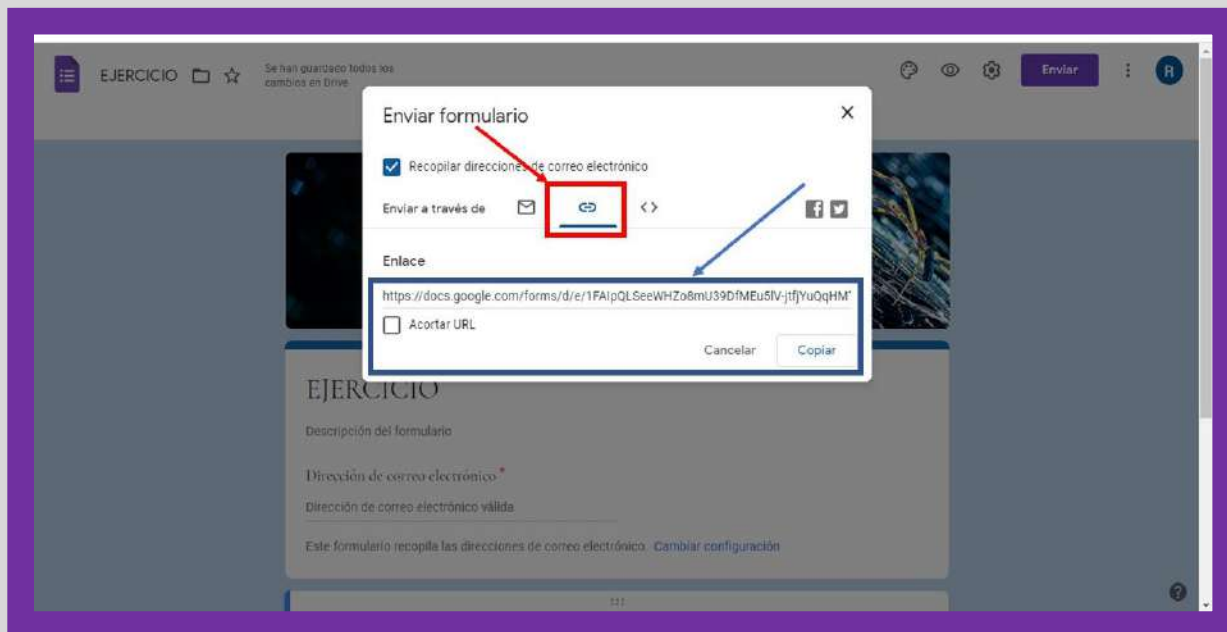 EJERCICIO
Se han guardado todos los
cambios en Drive
Enviar
R
Enviar formulario
Recopilar direcciones de correo electrónico
Enviar a través de
Enlace
https://docs.google.com/forms/d/e/1FAIpQLSeeWHZo8mU39DfMEu5lV-jtfjYuQqHM
Acortar URL
Cancelar
Copiar
EJERCICIO
Descripción del formulario
Dirección de correo electrónico *
Dirección de correo electrónico válida
Este formulario recopila las direcciones de correo electrónico. Cambiar configuración